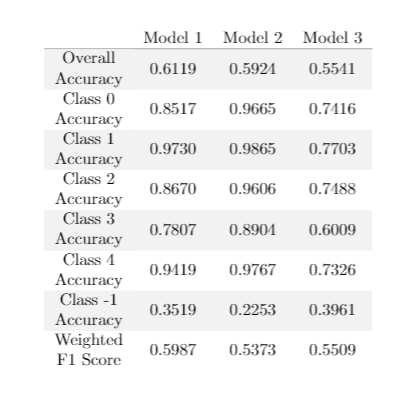 Model 1 Model 2 Model 3
Overall
Accuracy 0.6119 0.5924 0.5541
Class 0
Accuracy 0.8517 0.9665 0.7416
Class 1
Accuracy 0.9730 0.9865 0.7703
Class 2
Accuracy 0.8670 0.9606 0.7488
Class 3
Accuracy 0.7807 0.8904 0.6009
Class 4
Accuracy 0.9419 0.9767 0.7326
Class -1
Accuracy 0.3519 0.2253 0.3961
Weighted
F1 Score 0.5987 0.5373 0.5509